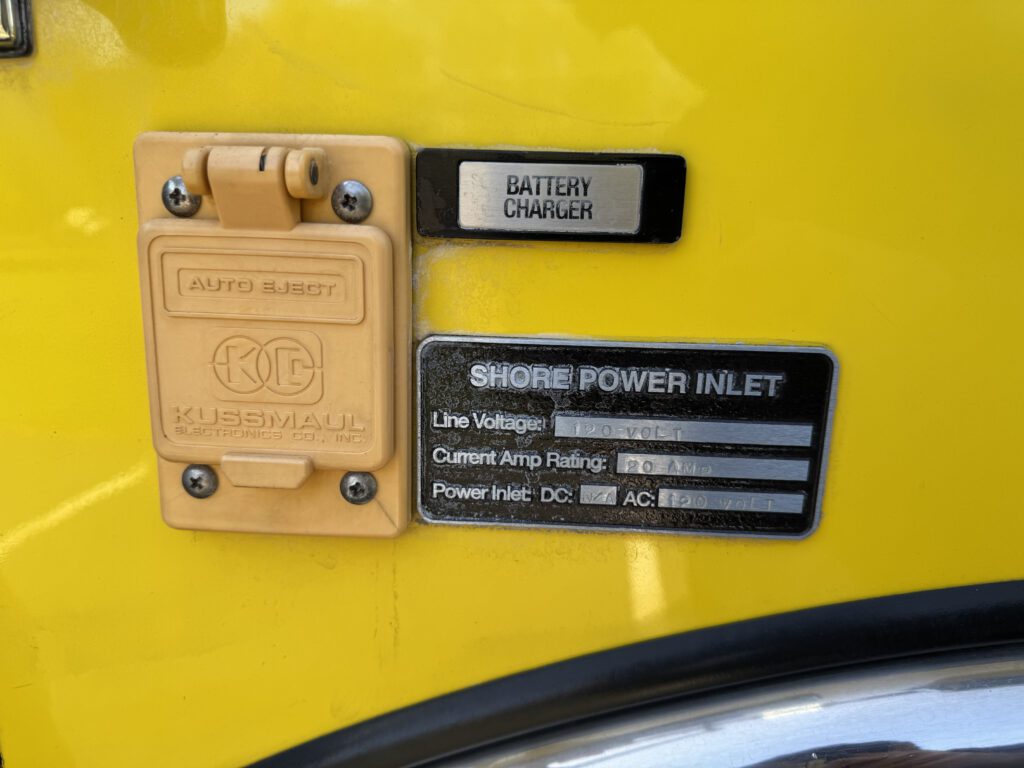 AUTO EJECT
KC
KUSSMAUL
ELECTRONICS CO., INC.
BATTERY
CHARGER
SHORE POWER INLET
Line Voltage: 120 VOLT
Current Amp Rating: 20 AMP
Power Inlet: DC: N/A AC: 120 VOLT